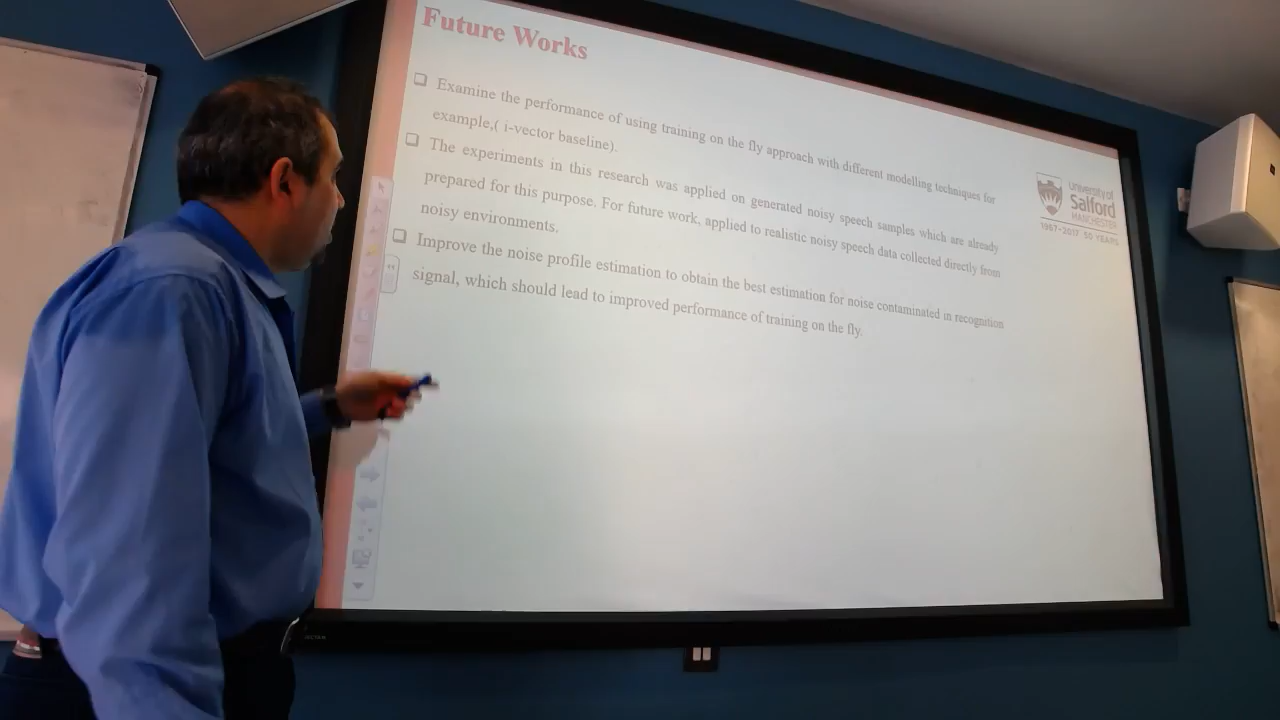 Future Works
Examine the performance of using training on the fly approach with different modelling techniques for
example,( i-vector baseline).
The experiments in this research was applied on generated noisy speech samples which are already
prepared for this purpose. For future work, applied to realistic noisy speech data collected directly from
noisy environments.
Improve the noise profile estimation to obtain the best estimation for noise contaminated in recognition
signal, which should lead to improved performance of training on the fly.
University of
Salford
MANCHESTER
1967-2017 50 YEARS